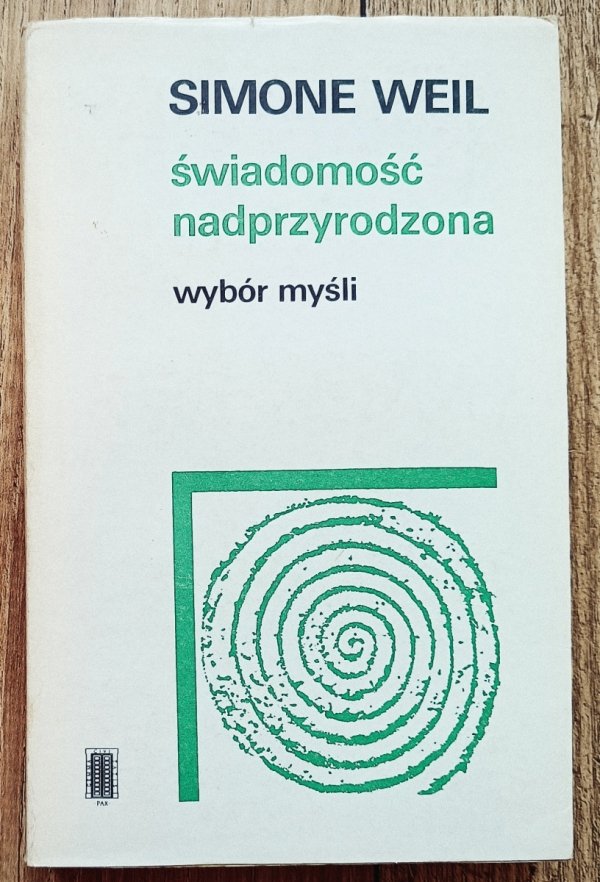 SIMONE WEIL
świadomość
nadprzyrodzona
wybór myśli
PAX